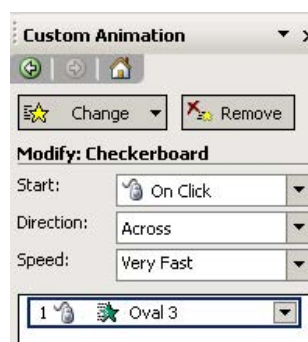 Custom Animation
Change Remove
Modify: Checkerboard
Start: On Click
Direction: Across
Speed: Very Fast
1 Oval 3